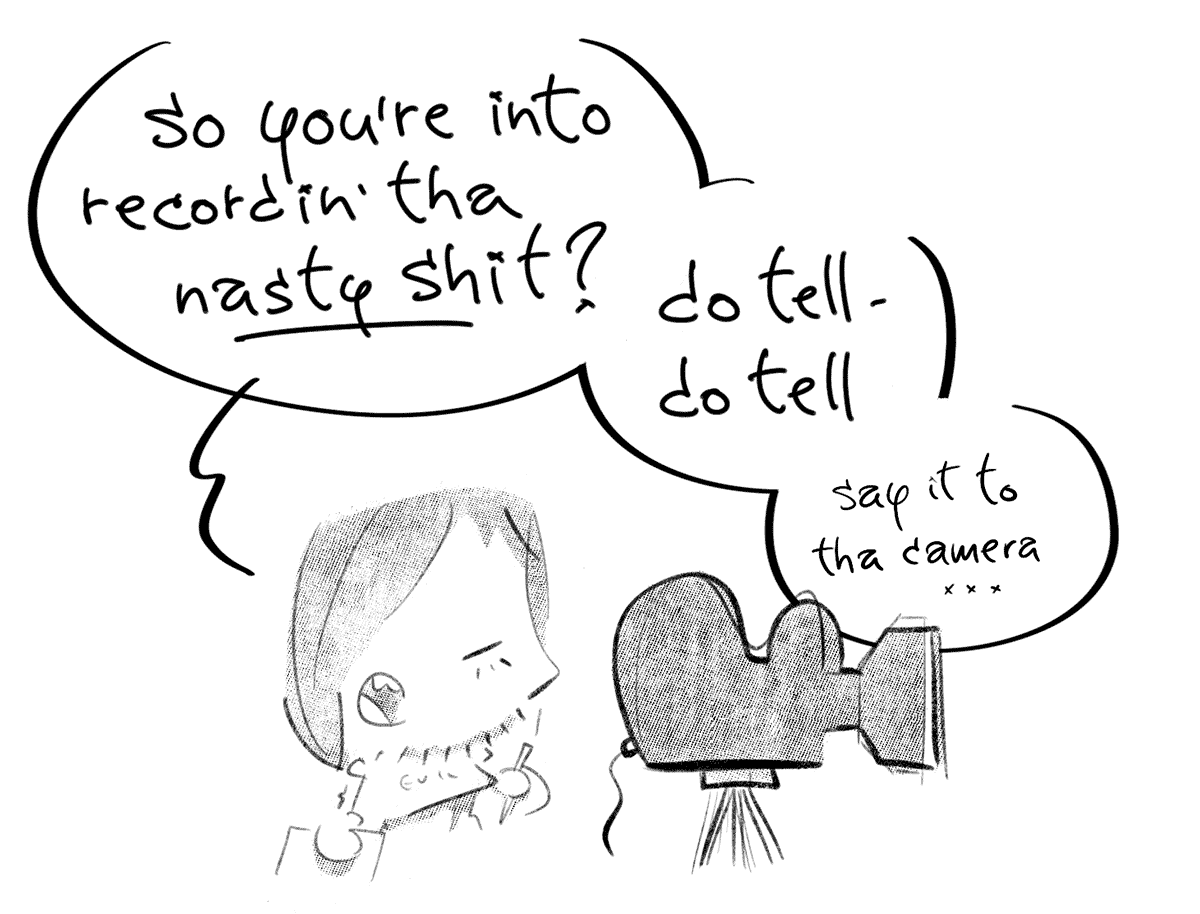 So you're into
recordin' tha
nasty shit?
do tell -
do tell
say it to
tha camera
...
EVIL